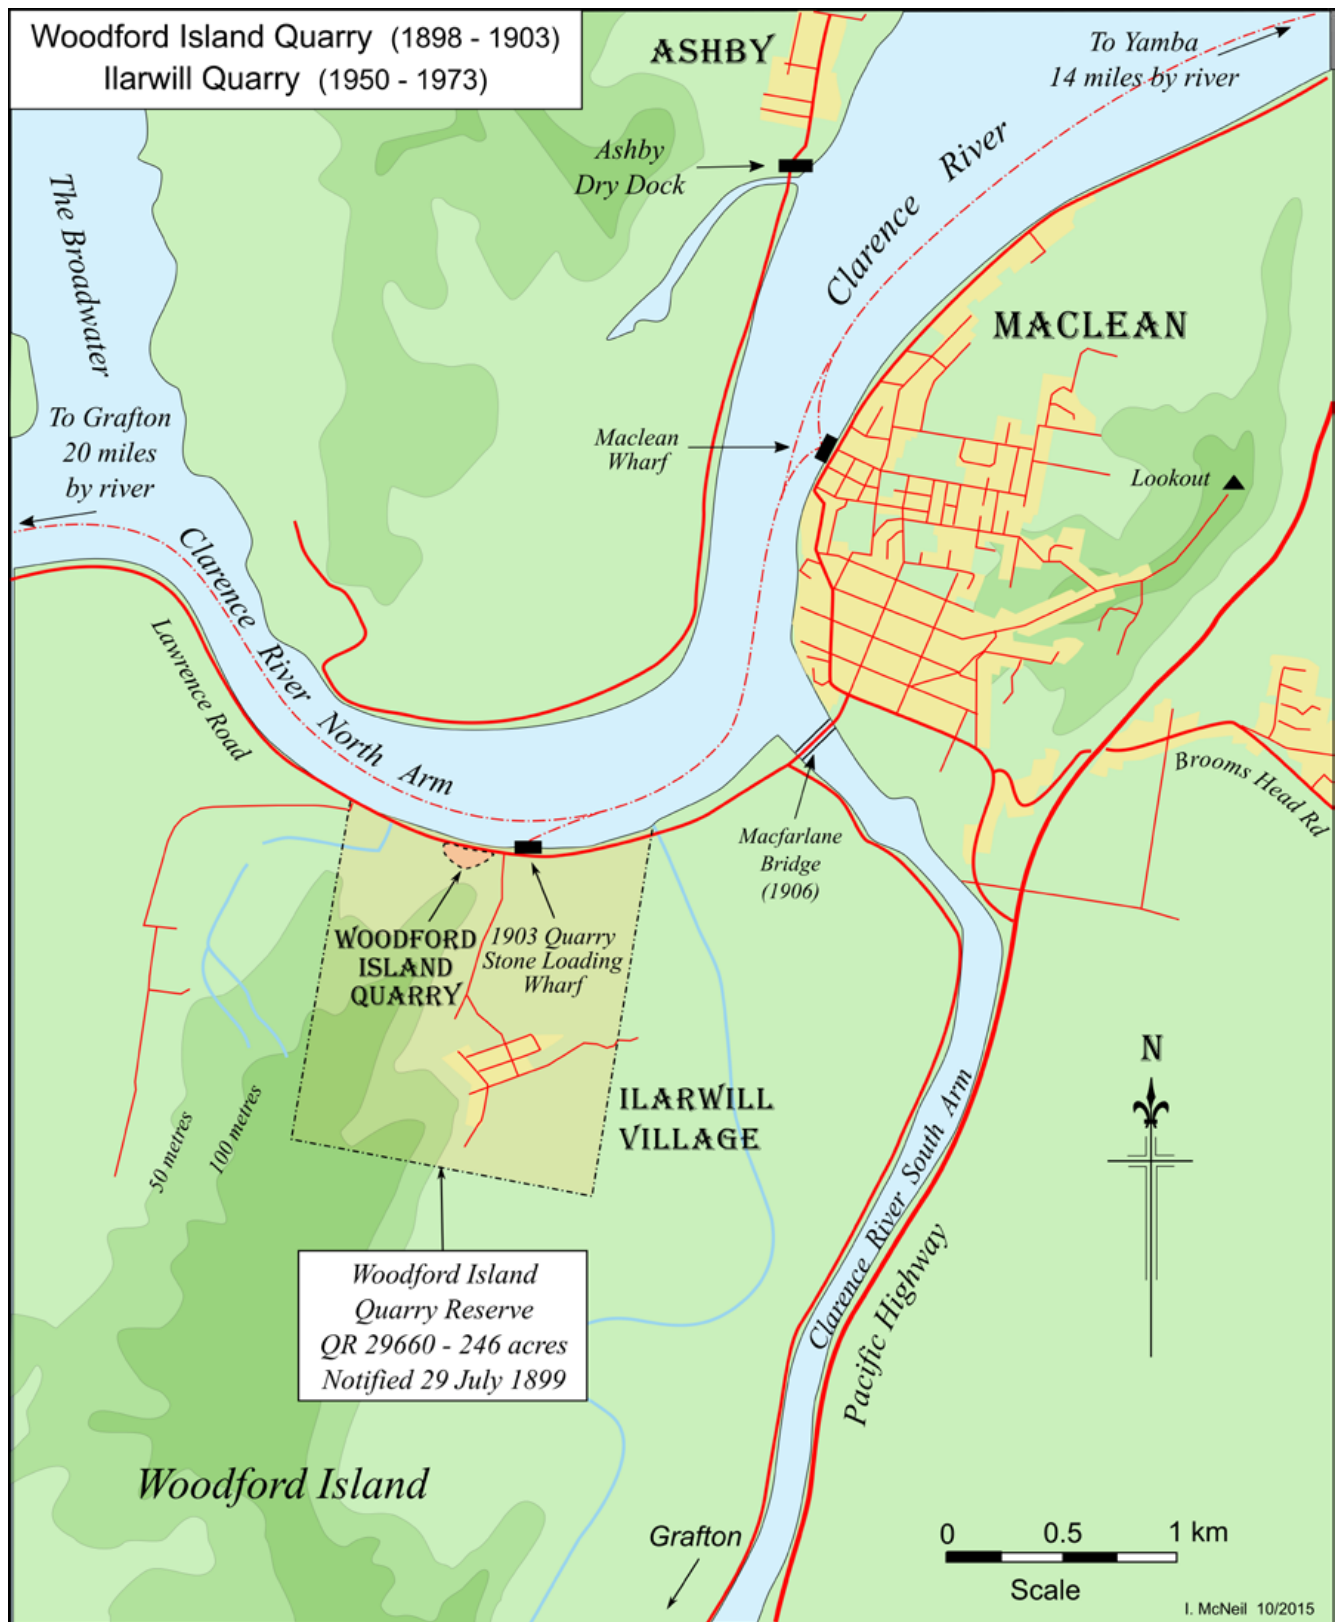 Woodford Island Quarry (1898 - 1903)
Ilarwill Quarry (1950 - 1973)
ASHBY
To Yamba
14 miles by river
Ashby
Dry Dock
Clarence River
The Broadwater
MACLEAN
To Grafton
20 miles
by river
Maclean
Wharf
Lookout
Clarence River North Arm
Lawrence Road
Brooms Head Rd
Macfarlane
Bridge
(1906)
WOODFORD
ISLAND
QUARRY
1903 Quarry
Stone Loading
Wharf
N
ILARWILL
VILLAGE
50 metres
100 metres
Clarence River South Arm
Pacific Highway
Woodford Island
Quarry Reserve
QR 29660 - 246 acres
Notified 29 July 1899
Woodford Island
Grafton
0 0.5 1 km
Scale
I. McNeil 10/2015